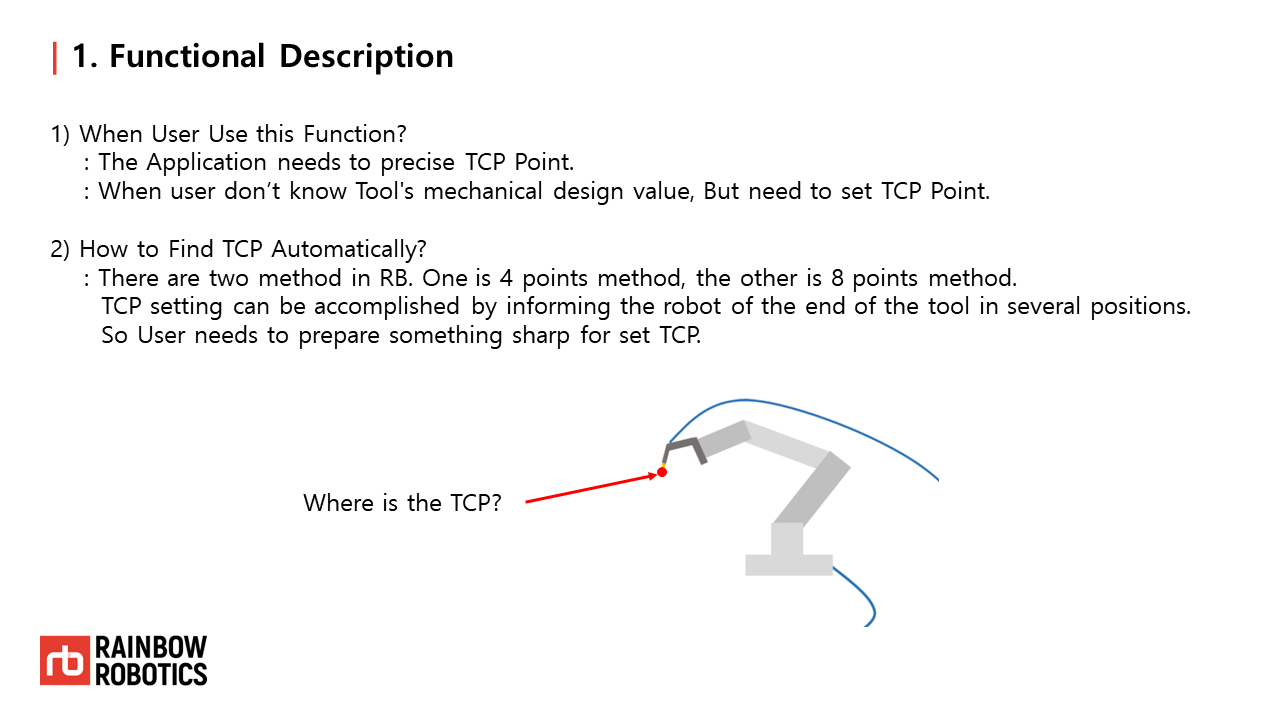 1. Functional Description
1) When User Use this Function?
: The Application needs to precise TCP Point.
: When user don’t know Tool's mechanical design value, But need to set TCP Point.
2) How to Find TCP Automatically?
: There are two method in RB. One is 4 points method, the other is 8 points method.
TCP setting can be accomplished by informing the robot of the end of the tool in several positions.
So User needs to prepare something sharp for set TCP.
Where is the TCP?
rb RAINBOW
ROBOTICS